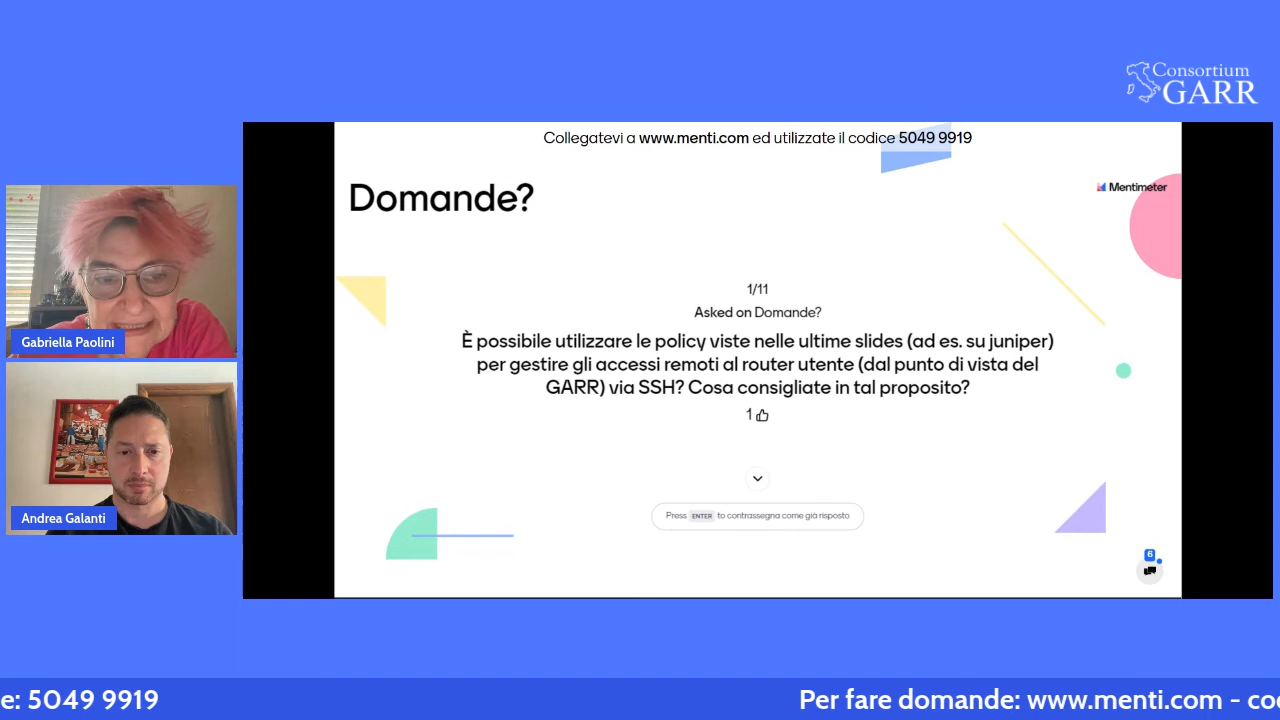 Consortium
GARR
Collegatevi a www.menti.com ed utilizzate il codice 5049 9919
Domande?
Mentimeter
1/11
Asked on Domande?
È possibile utilizzare le policy viste nelle ultime slides (ad es. su juniper)
per gestire gli accessi remoti al router utente (dal punto di vista del
GARR) via SSH? Cosa consigliate in tal proposito?
1
Press ENTER to contrassegna come già risposto
6
Gabriella Paolini
Andrea Galanti
e: 5049 9919
Per fare domande: www.menti.com - co